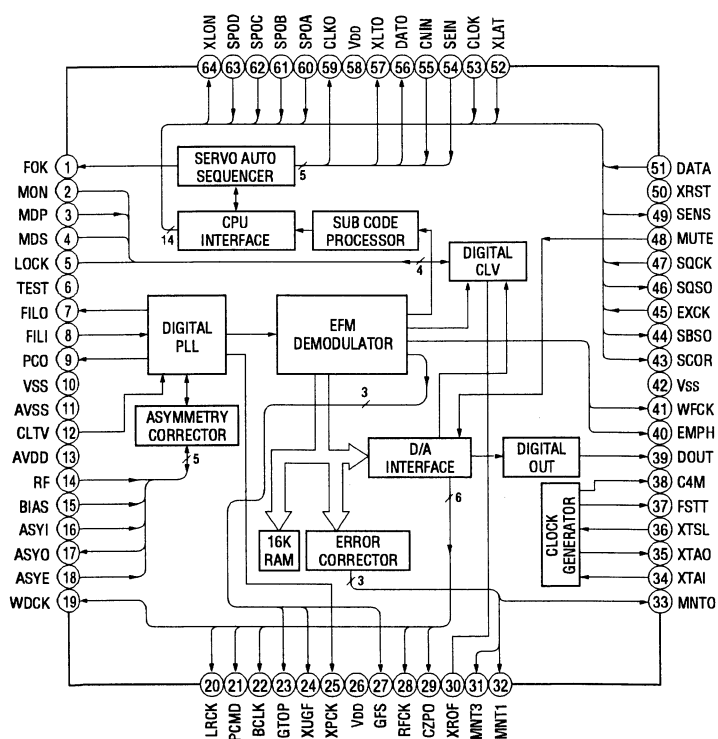 XLON
SPOD
SPOC
SPOB
SPOA
CLKO
VDD
XLTO
DATO
CNIN
SEIN
CLOK
XLAT
64
63
62
61
60
59
58
57
56
55
54
53
52
FOK 1
MON 2
MDP 3
MDS 4
LOCK 5
TEST 6
FILO 7
FILI 8
PCO 9
VSS 10
AVSS 11
CLTV 12
AVDD 13
RF 14
BIAS 15
ASYI 16
ASYO 17
ASYE 18
WDCK 19
SERVO AUTO
SEQUENCER
5
14
CPU
INTERFACE
SUB CODE
PROCESSOR
4
DIGITAL
CLV
DIGITAL
PLL
EFM
DEMODULATOR
3
ASYMMETRY
CORRECTOR
5
D/A
INTERFACE
6
DIGITAL
OUT
16K
RAM
ERROR
CORRECTOR
3
CLOCK
GENERATOR
51 DATA
50 XRST
49 SENS
48 MUTE
47 SQCK
46 SQSO
45 EXCK
44 SBSO
43 SCOR
42 Vss
41 WFCK
40 EMPH
39 DOUT
38 C4M
37 FSTT
36 XTSL
35 XTAO
34 XTAI
33 MNTO
20
21
22
23
24
25
26
27
28
29
30
31
32
LRCK
PCMD
BCLK
GTOP
XUGF
XPCK
VDD
GFS
RFCK
CZPO
XROF
MNT3
MNT1